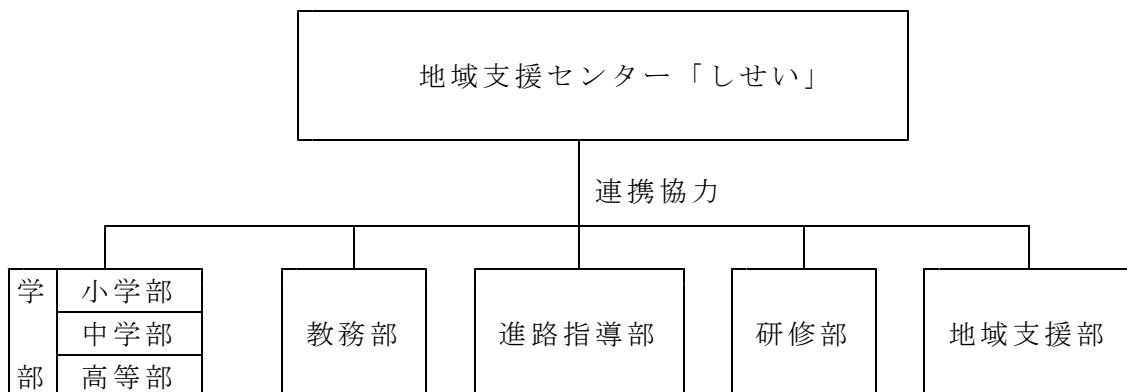 地域支援センター「しせい」
連携協力
学部
小学部
中学部
高等部
教務部
進路指導部
研修部
地域支援部